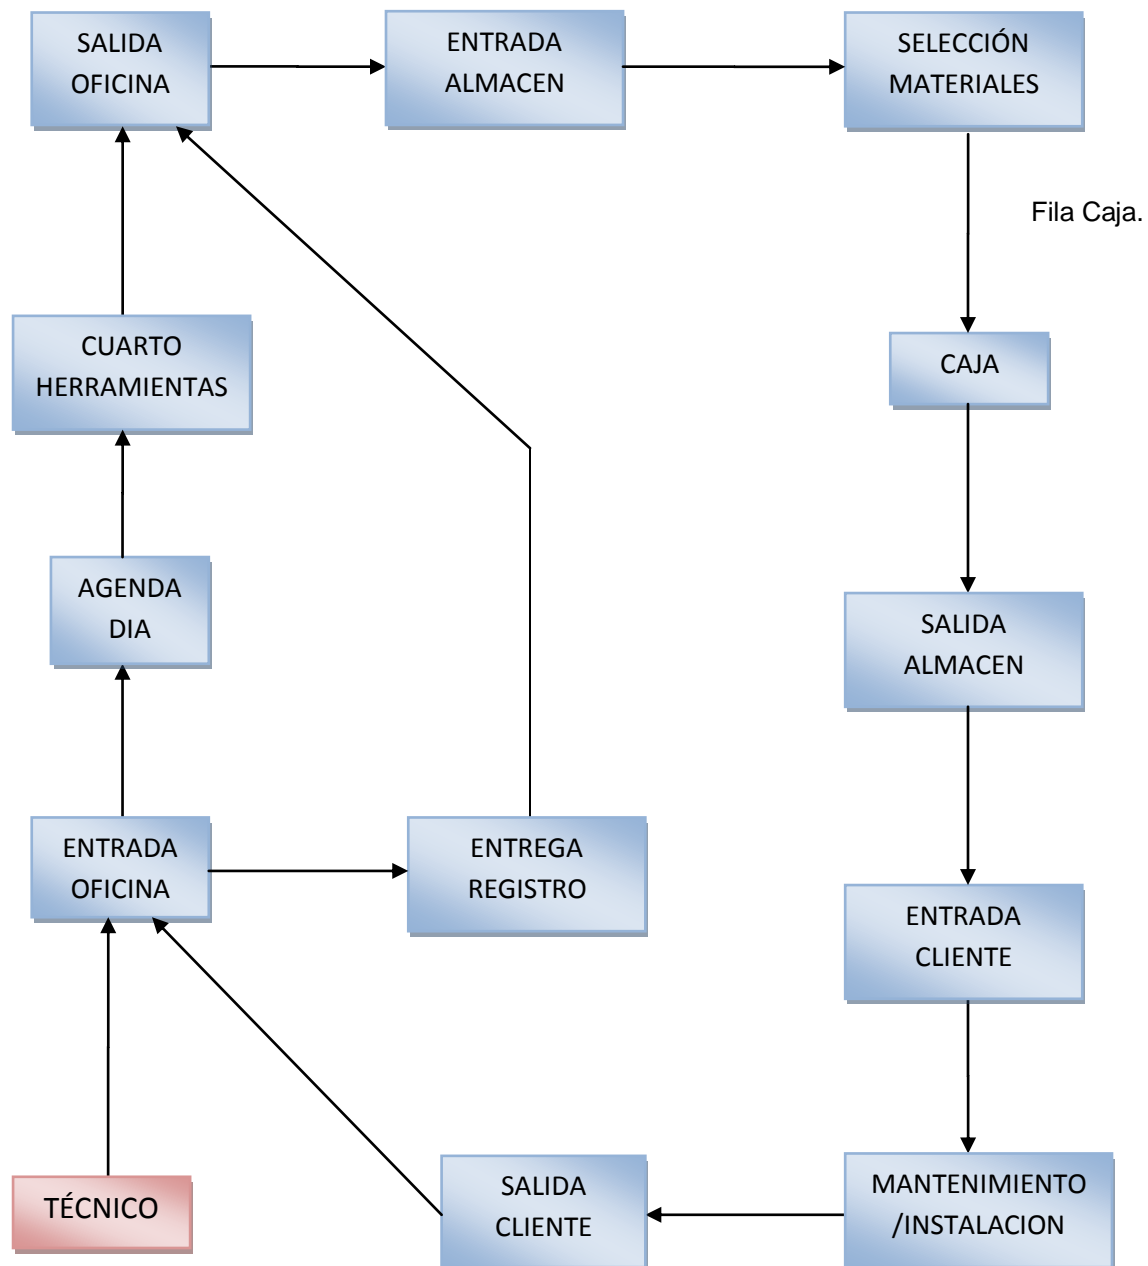 SALIDA
OFICINA
ENTRADA
ALMACEN
SELECCIÓN
MATERIALES
Fila Caja.
CUARTO
HERRAMIENTAS
CAJA
AGENDA
DIA
SALIDA
ALMACEN
ENTRADA
OFICINA
ENTREGA
REGISTRO
ENTRADA
CLIENTE
TÉCNICO
SALIDA
CLIENTE
MANTENIMIENTO
/INSTALACION